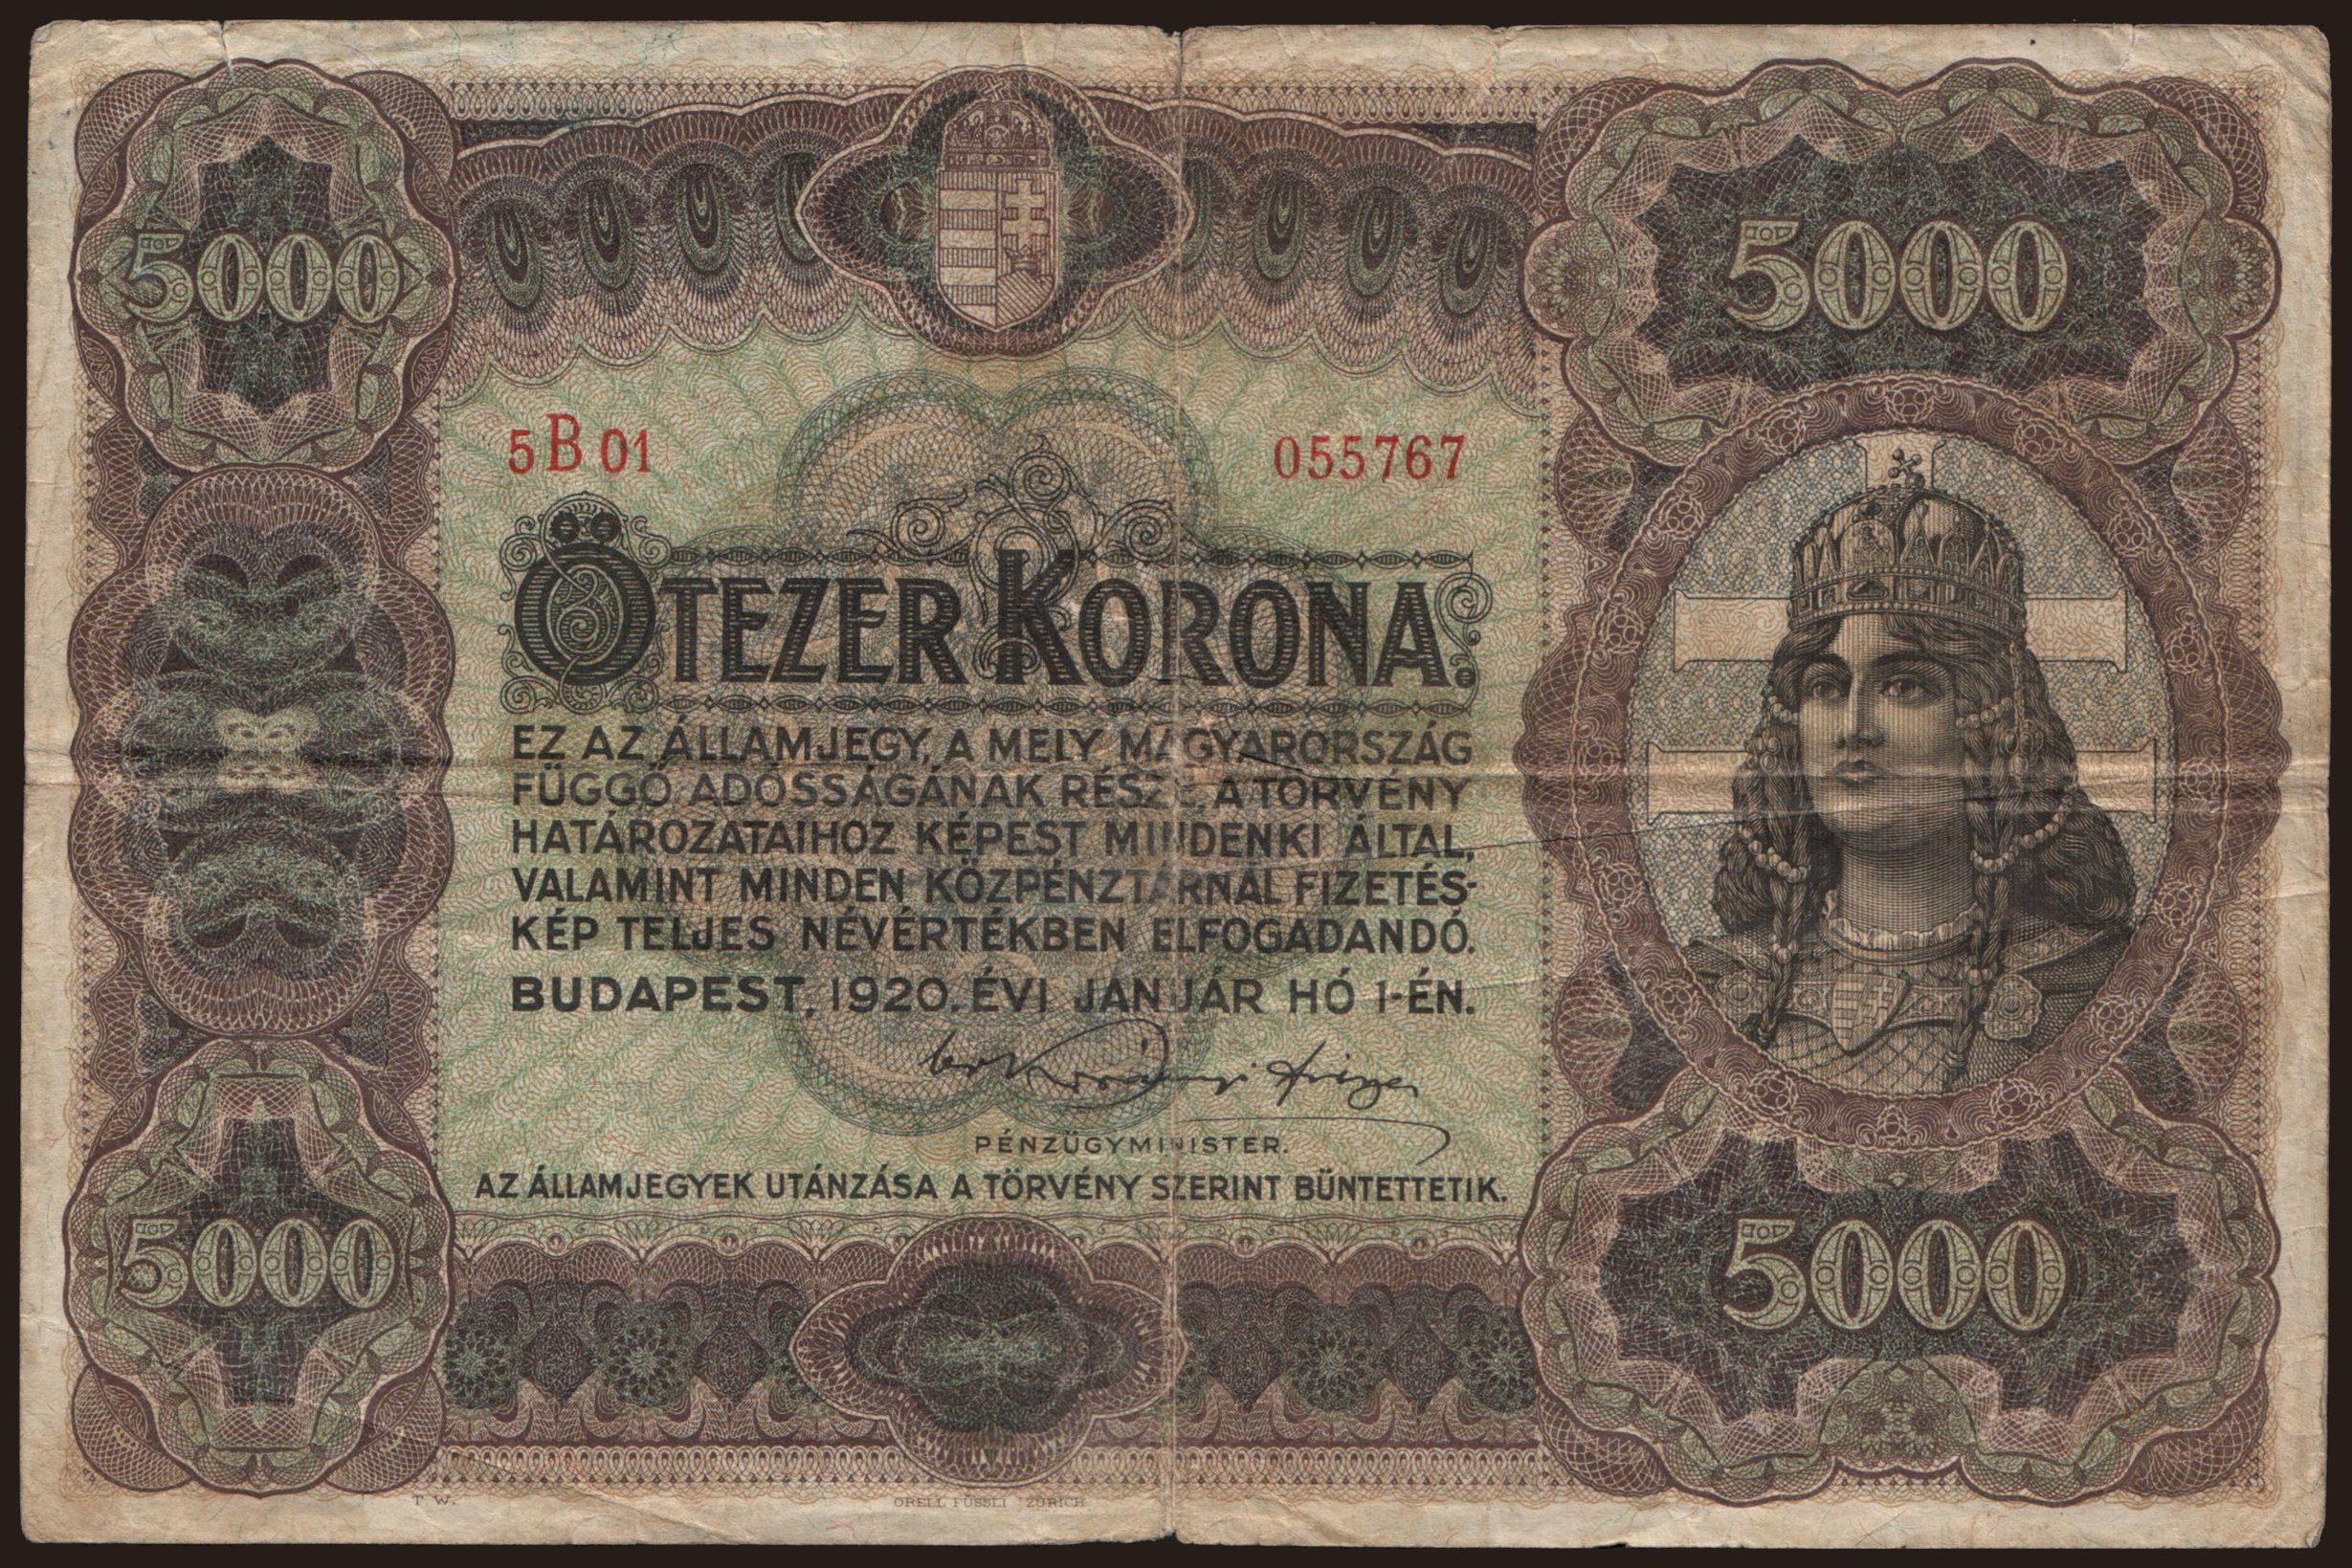 5000
5000
5B01 055767
ÖTEZER KORONA.
EZ AZ ÁLLAMJEGY, A MELY MAGYARORSZÁG
FÜGGŐ ADÓSSÁGÁNAK RÉSZE, A TÖRVÉNY
HATÁROZATAIHOZ KÉPEST MINDENKI ÁLTAL,
VALAMINT MINDEN KÖZPÉNZTÁRNÁL FIZETÉS-
KÉP TELJES NÉVÉRTÉKBEN ELFOGADANDÓ.
BUDAPEST, 1920. ÉVI JANUÁR HÓ 1-ÉN.
PÉNZÜGYMINISTER.
AZ ÁLLAMJEGYEK UTÁNZÁSA A TÖRVÉNY SZERINT BÜNTETTETIK.
5000
5000
T W.
ORELL FÜSSLI ZÜRICH